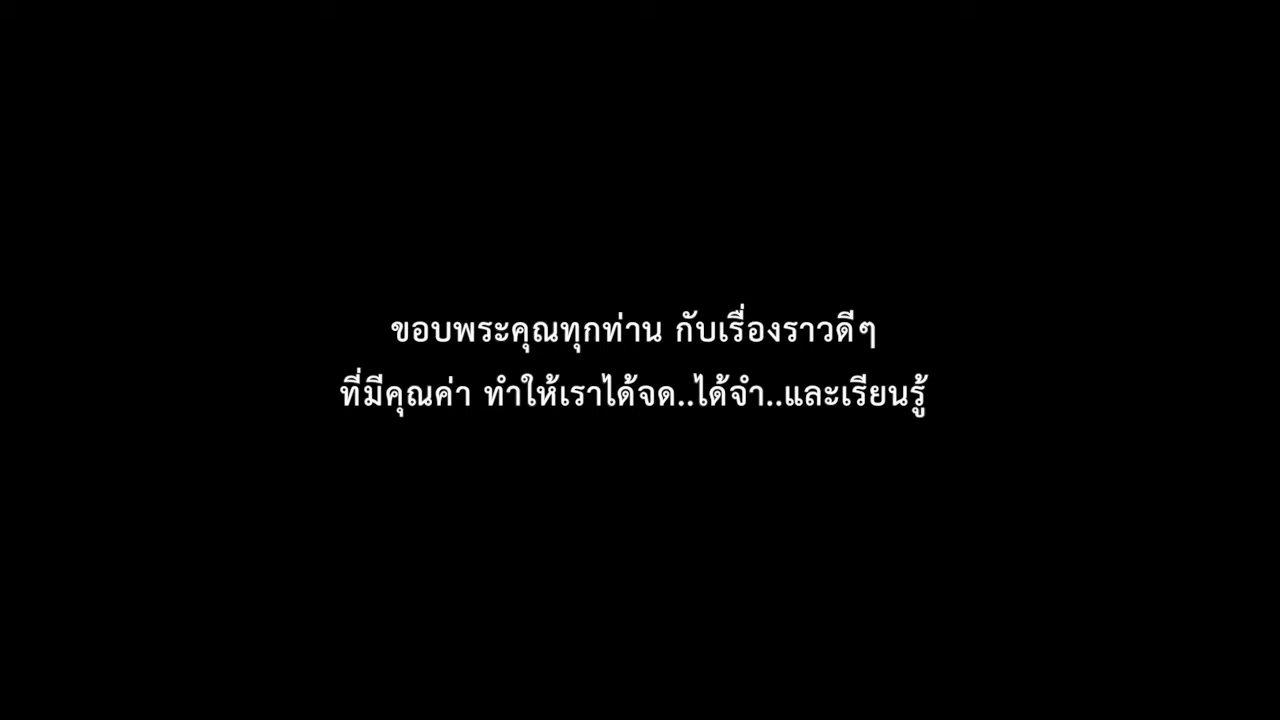 ขอบพระคุณทุกท่าน กับเรื่องราวดีๆ
ที่มีคุณค่า ทำให้เราได้จด..ได้จำ..และเรียนรู้